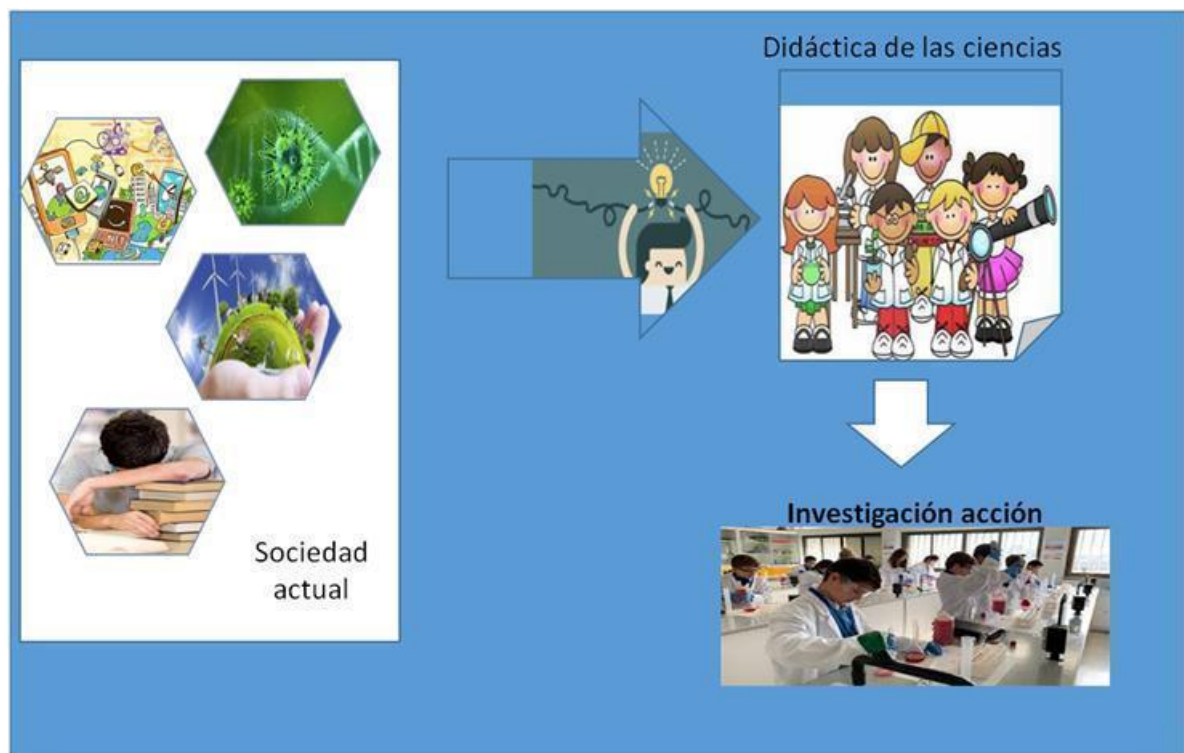 Didáctica de las ciencias
Sociedad
actual
Investigación acción